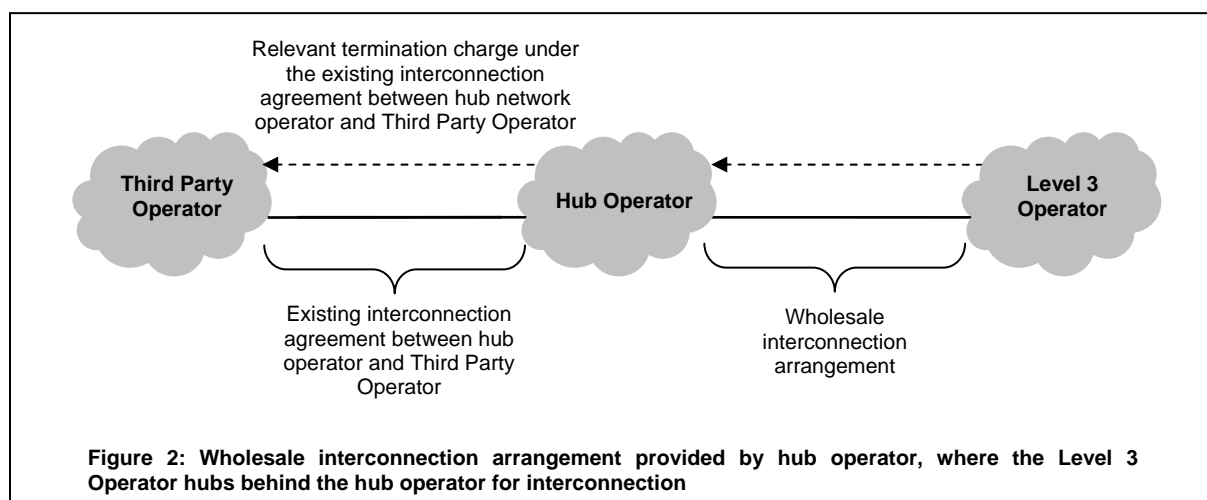 Relevant termination charge under
the existing interconnection
agreement between hub network
operator and Third Party Operator
Third Party
Operator
Hub Operator
Level 3
Operator
Existing interconnection
agreement between hub
operator and Third Party
Operator
Wholesale
interconnection
arrangement
Figure 2: Wholesale interconnection arrangement provided by hub operator, where the Level 3
Operator hubs behind the hub operator for interconnection